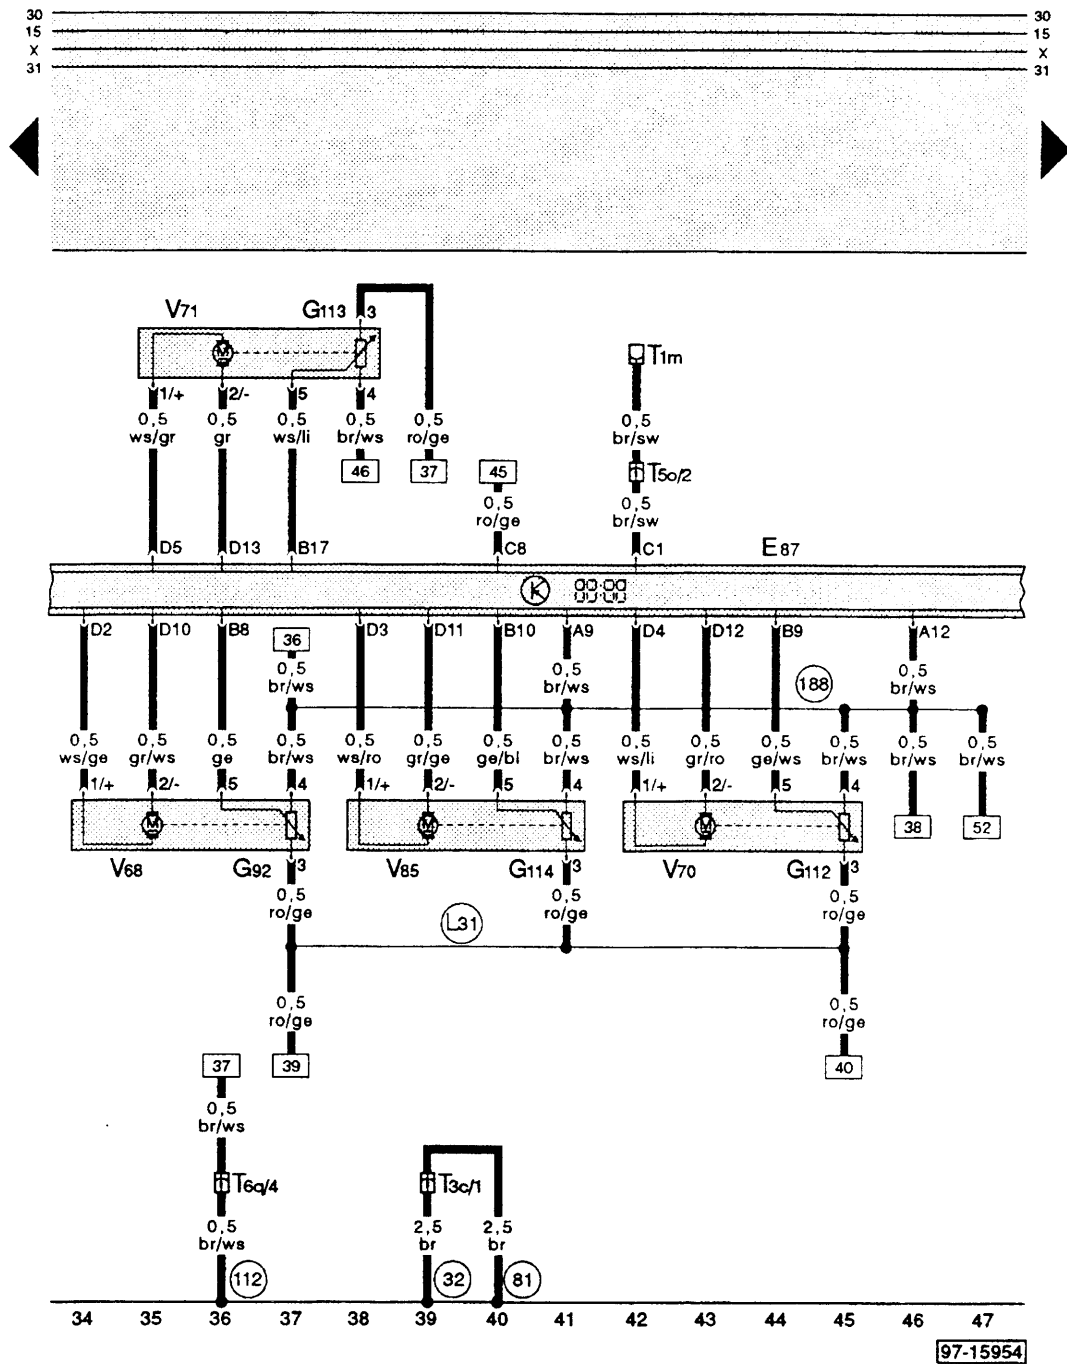 30 30
15 15
X X
31 31
V71 G113 3
1/+ 2/- 5 4
0,5 0,5 0,5 0,5 0,5
ws/gr gr ws/li br/ws ro/ge
46 37
T1m
0,5
br/sw
45 T5o/2
0,5 0,5
ro/ge br/sw
D5 D13 B17 C8 C1 E87
K 00:00
D2 D10 B8 36 D3 D11 B10 A9 D4 D12 B9 A12
0,5 0,5 0,5
br/ws br/ws br/ws
188
0,5 0,5 0,5 0,5 0,5 0,5 0,5 0,5 0,5 0,5 0,5 0,5 0,5 0,5
ws/ge gr/ws ge br/ws ws/ro gr/ge ge/bl br/ws ws/li gr/ro ge/ws br/ws br/ws br/ws
1/+ 2/- 5 4 1/+ 2/- 5 4 1/+ 2/- 5 4
38 52
V68 G92 3 V85 G114 3 V70 G112 3
0,5 0,5 0,5
ro/ge ro/ge ro/ge
L31
0,5 0,5
ro/ge ro/ge
37 39 40
0,5
br/ws
T6q/4 T3c/1
0,5 2,5 2,5
br/ws br br
112 32 81
34 35 36 37 38 39 40 41 42 43 44 45 46 47
97-15954